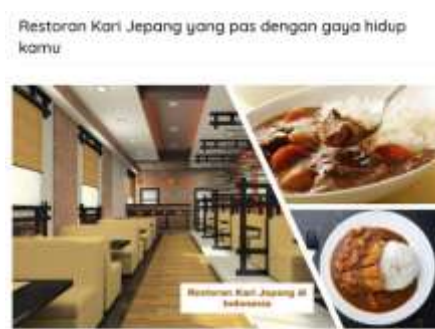 Restoran Kari Jepang yang pas dengan gaya hidup
kamu
Restoran Kari Jepang di
Indonesia